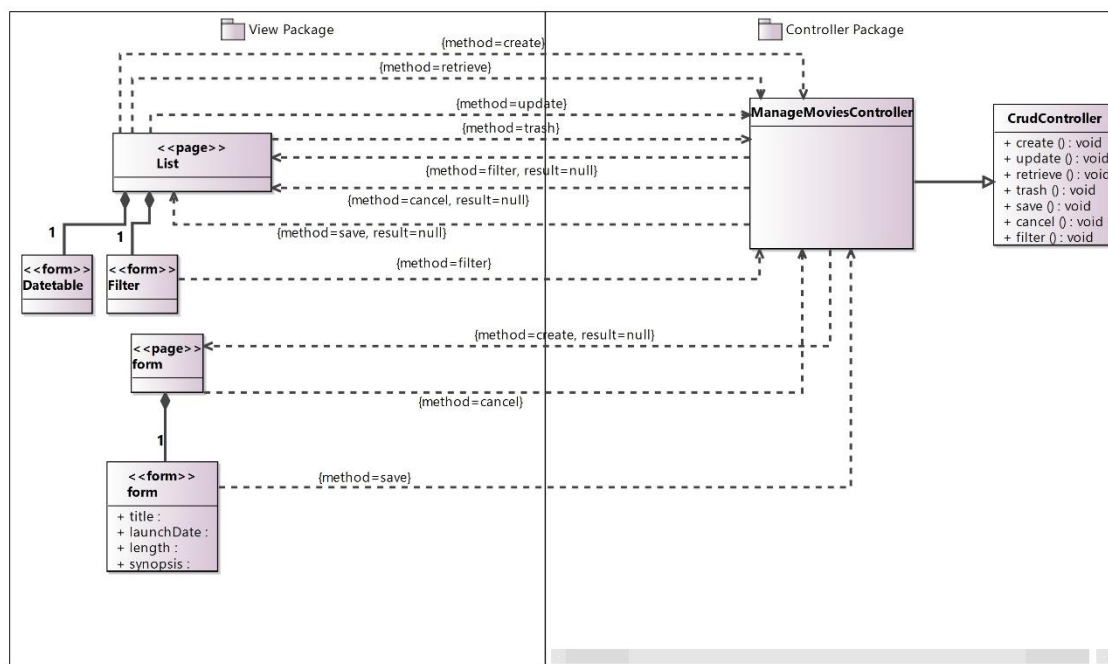 View Package
Controller Package
{method=create}
{method=retrieve}
{method=update}
{method=trash}
{method=filter, result=null}
{method=cancel, result=null}
{method=save, result=null}
{method=filter}
{method=create, result=null}
{method=cancel}
{method=save}
<<page>>
List
1
1
<<form>>
Datetable
<<form>>
Filter
<<page>>
form
1
<<form>>
form
+ title :
+ launchDate :
+ length :
+ synopsis :
ManageMoviesController
CrudController
+ create () : void
+ update () : void
+ retrieve () : void
+ trash () : void
+ save () : void
+ cancel () : void
+ filter () : void